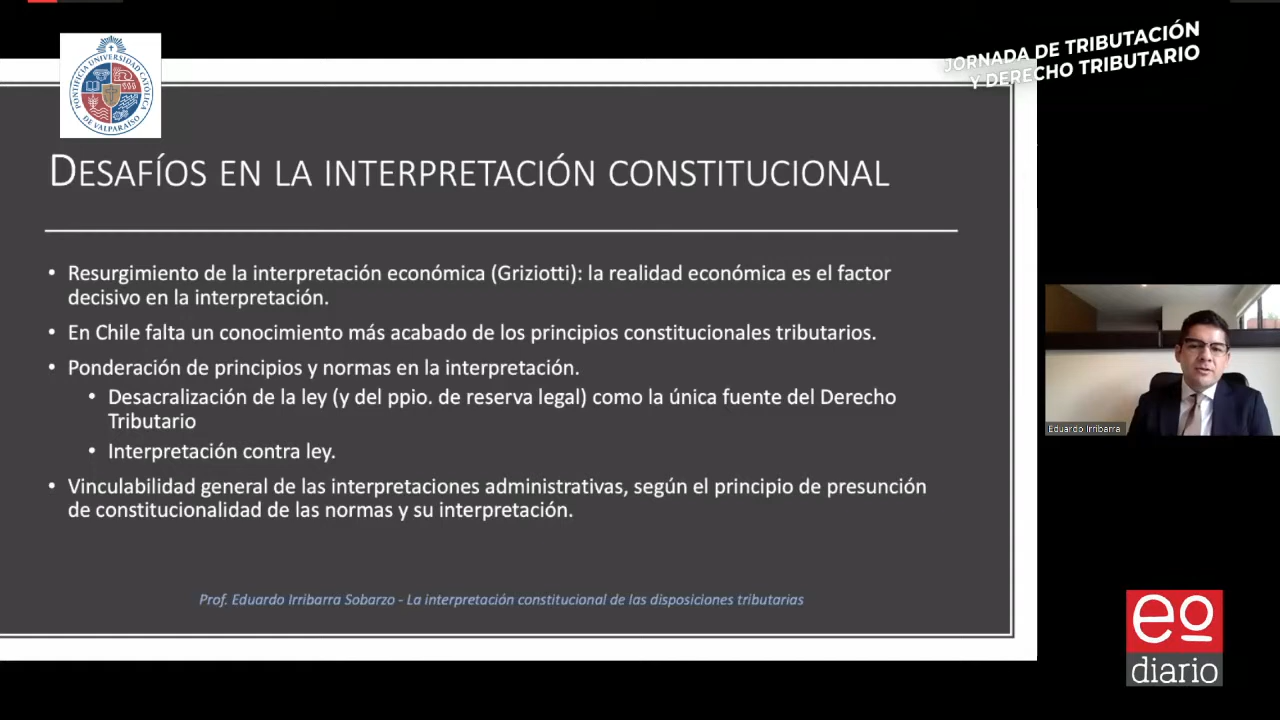 PONTIFICIA UNIVERSIDAD CATÓLICA
DE VALPARAÍSO
JORNADA DE TRIBUTACIÓN
Y DERECHO TRIBUTARIO
DESAFÍOS EN LA INTERPRETACIÓN CONSTITUCIONAL
• Resurgimiento de la interpretación económica (Griziotti): la realidad económica es el factor
decisivo en la interpretación.
• En Chile falta un conocimiento más acabado de los principios constitucionales tributarios.
• Ponderación de principios y normas en la interpretación.
• Desacralización de la ley (y del ppio. de reserva legal) como la única fuente del Derecho
Tributario
• Interpretación contra ley.
• Vinculabilidad general de las interpretaciones administrativas, según el principio de presunción
de constitucionalidad de las normas y su interpretación.
Prof. Eduardo Irribarra Sobarzo - La interpretación constitucional de las disposiciones tributarias
Eduardo Irribarra
eo
diario